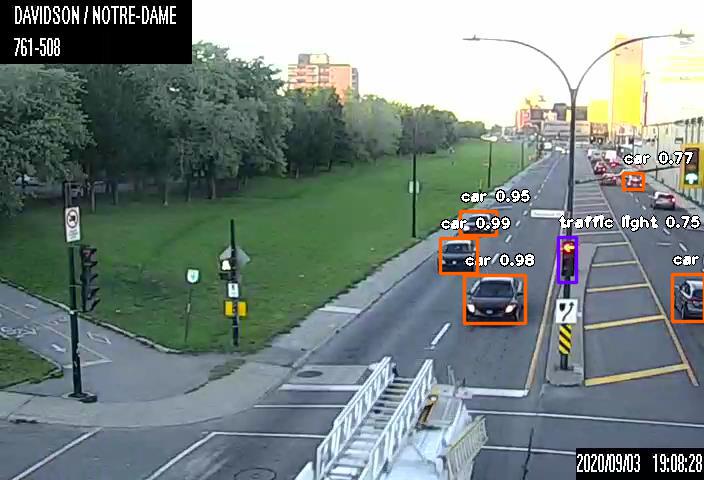 DAVIDSON / NOTRE-DAME
761-508
car 0.77
car 0.95
car 0.99
traffic light 0.75
car 0.98
car
2020/09/03 19:08:28